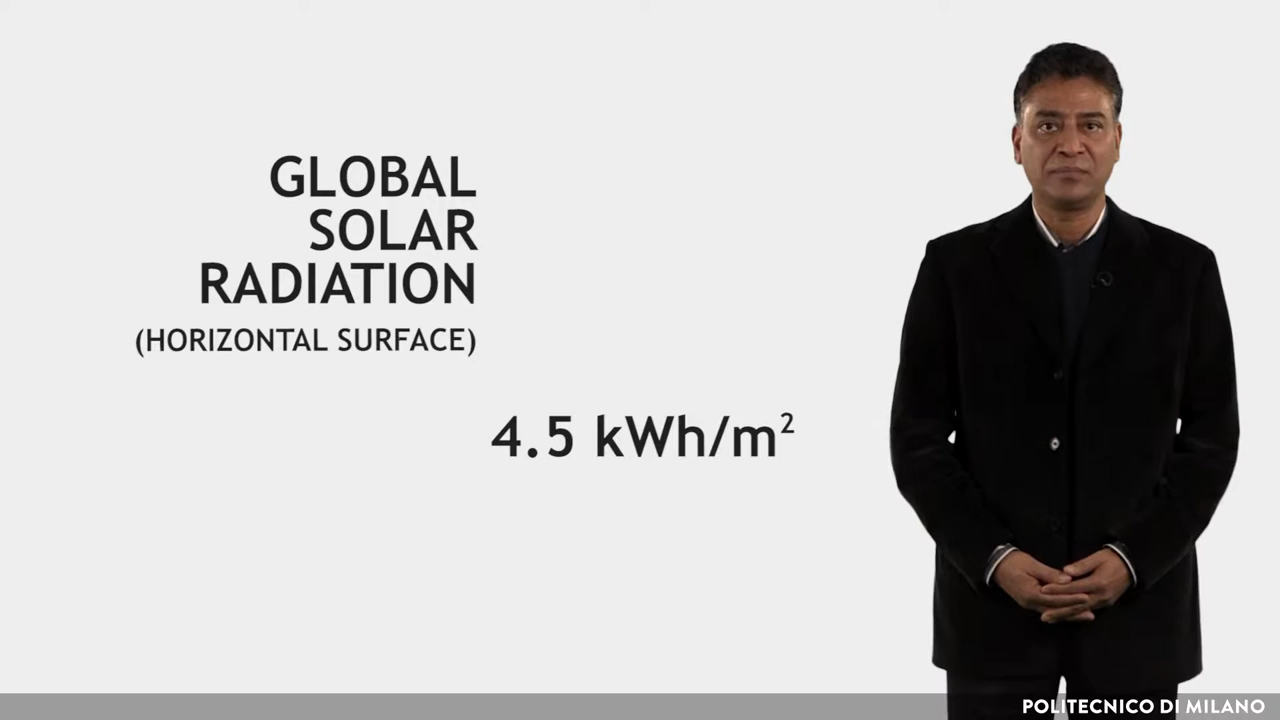 GLOBAL
SOLAR
RADIATION
(HORIZONTAL SURFACE)
4.5 kWh/m²
POLITECNICO DI MILANO